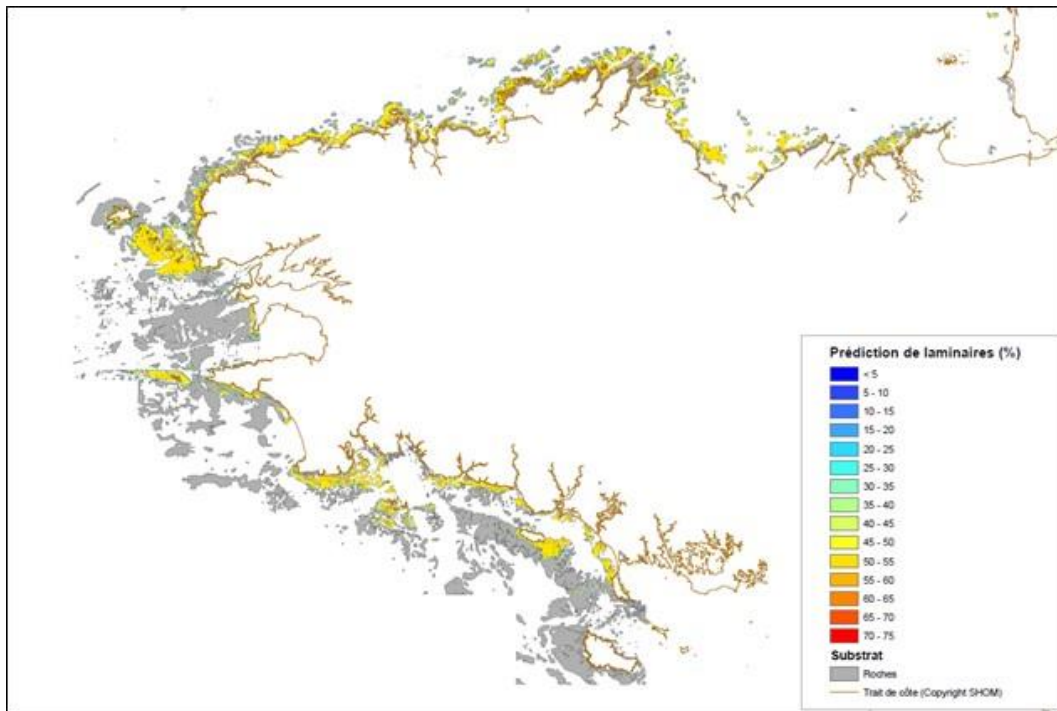 Prédiction de laminaires (%)
< 5
5 - 10
10 - 15
15 - 20
20 - 25
25 - 30
30 - 35
35 - 40
40 - 45
45 - 50
50 - 55
55 - 60
60 - 65
65 - 70
70 - 75
Substrat
Roches
Trait de côte (Copyright SHOM)